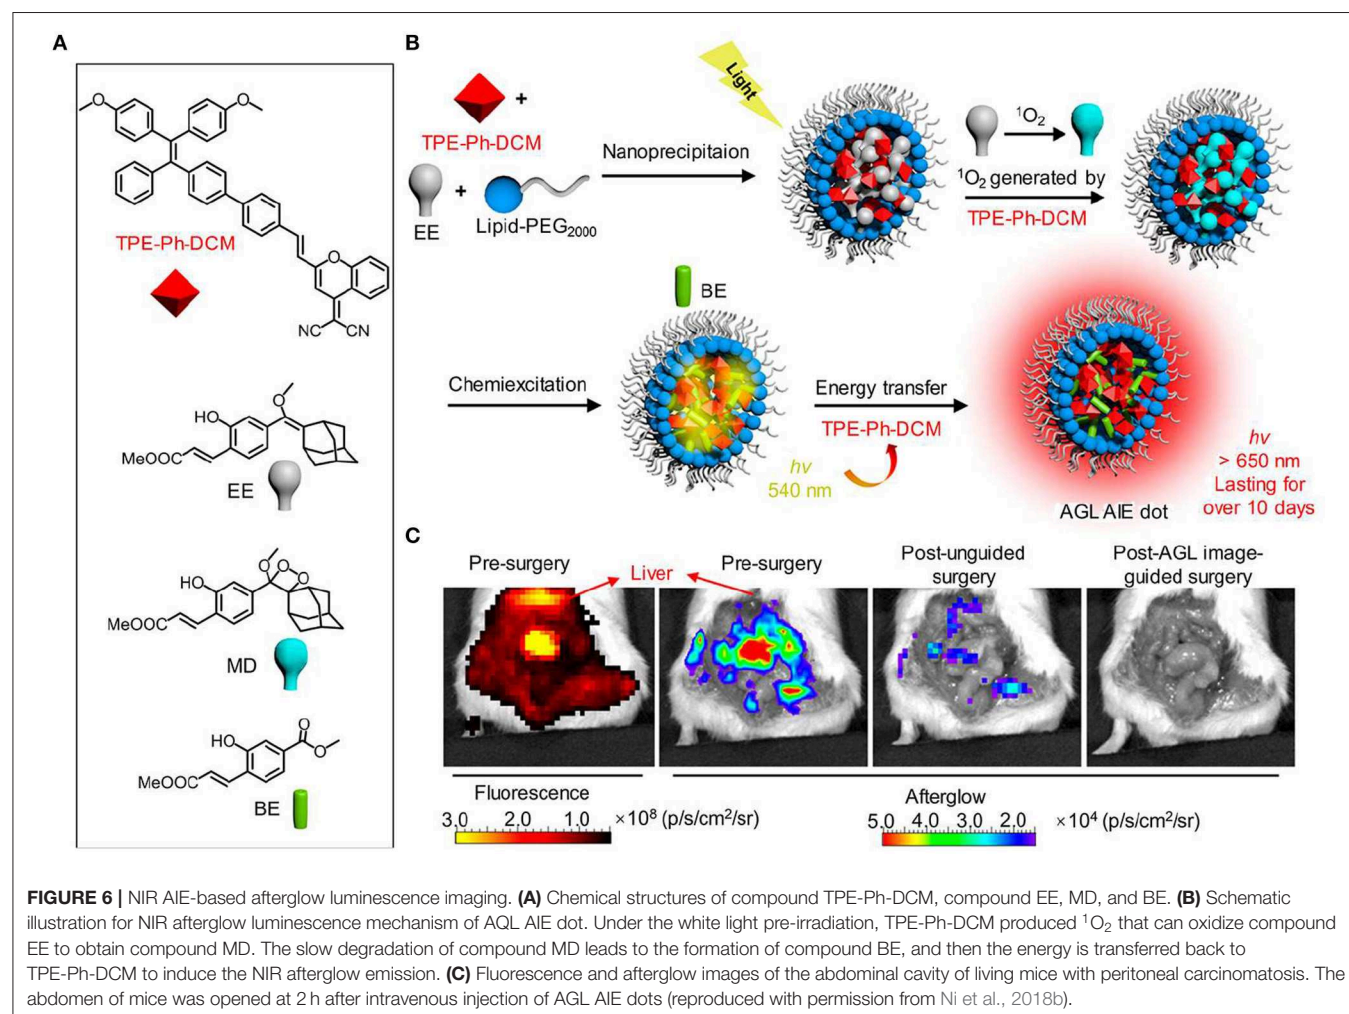 A
O
O
TPE-Ph-DCM
O
NC CN
O
HO
MeOOC
EE
O O
O
HO
MeOOC
MD
O
HO
O
MeOOC
BE
B
Light
+
TPE-Ph-DCM
+
EE
Lipid-PEG2000
Nanoprecipitaion
¹O₂
¹O₂ generated by
TPE-Ph-DCM
BE
Chemiexcitation
hv
540 nm
Energy transfer
TPE-Ph-DCM
AGL AIE dot
hv
> 650 nm
Lasting for
over 10 days
C
Pre-surgery
Liver
Pre-surgery
Post-unguided
surgery
Post-AGL image-
guided surgery
Fluorescence
3.0 2.0 1.0 ×10⁸ (p/s/cm²/sr)
Afterglow
5.0 4.0 3.0 2.0 ×10⁴ (p/s/cm²/sr)
FIGURE 6 | NIR AIE-based afterglow luminescence imaging. (A) Chemical structures of compound TPE-Ph-DCM, compound EE, MD, and BE. (B) Schematic
illustration for NIR afterglow luminescence mechanism of AQL AIE dot. Under the white light pre-irradiation, TPE-Ph-DCM produced ¹O₂ that can oxidize compound
EE to obtain compound MD. The slow degradation of compound MD leads to the formation of compound BE, and then the energy is transferred back to
TPE-Ph-DCM to induce the NIR afterglow emission. (C) Fluorescence and afterglow images of the abdominal cavity of living mice with peritoneal carcinomatosis. The
abdomen of mice was opened at 2 h after intravenous injection of AGL AIE dots (reproduced with permission from Ni et al., 2018b).